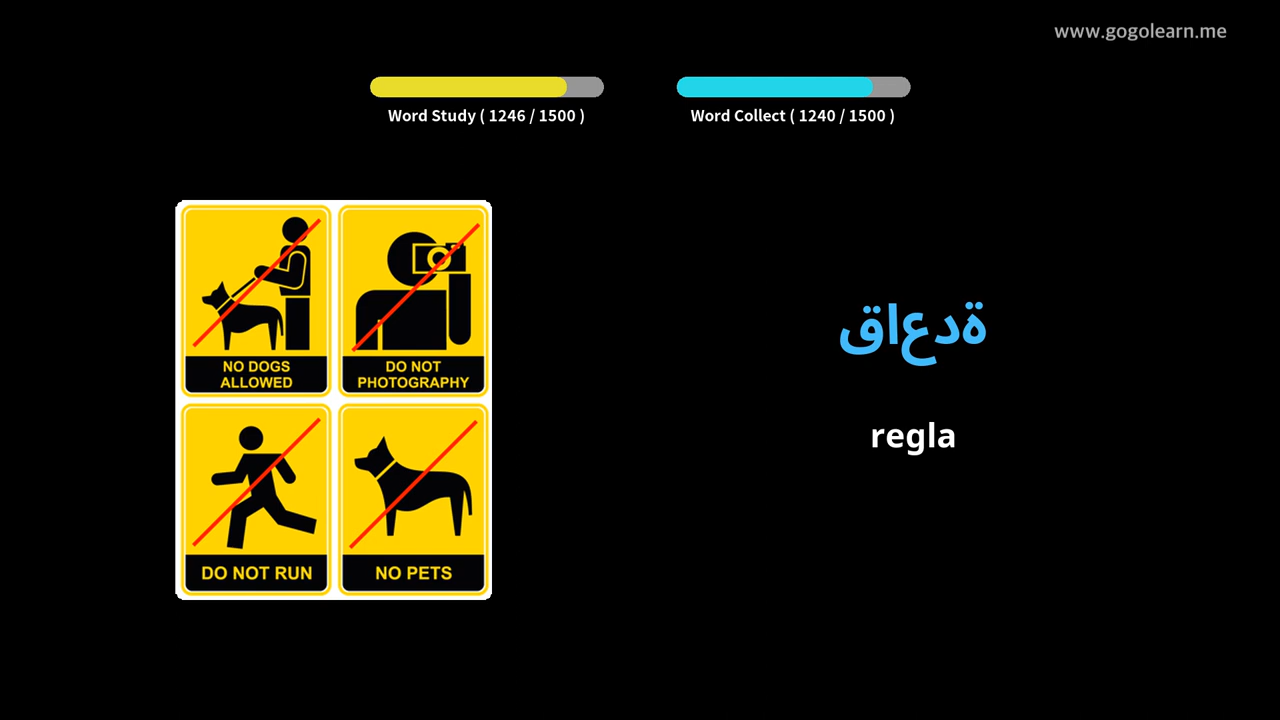 www.gogolearn.me
Word Study ( 1246 / 1500 )
Word Collect ( 1240 / 1500 )
NO DOGS
ALLOWED
DO NOT
PHOTOGRAPHY
DO NOT RUN
NO PETS
ةدعاق
regla